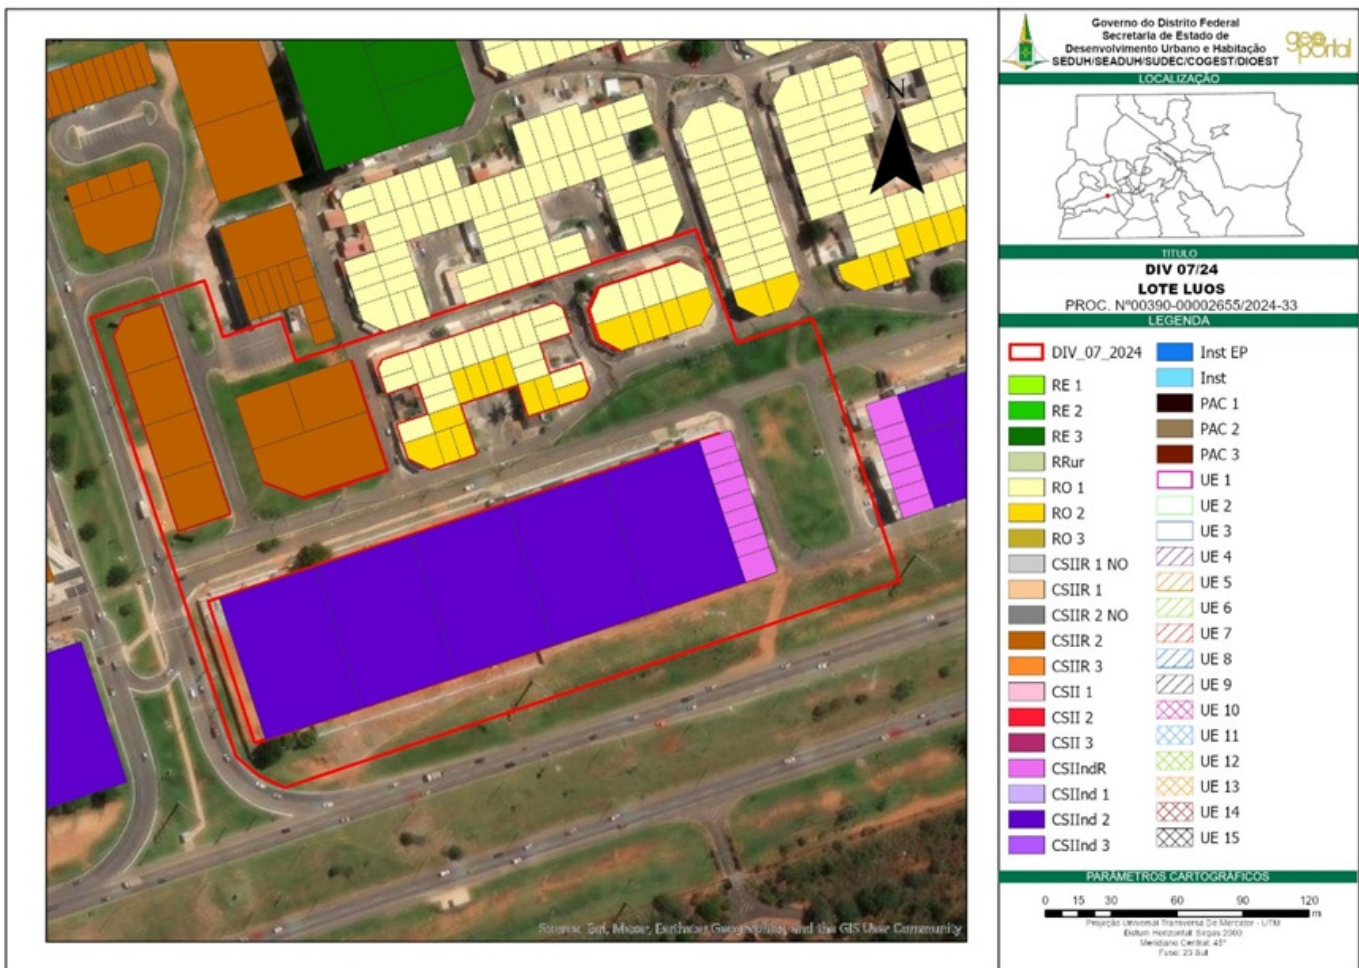 N
Source: Esri, Maxar, Earthstar Geographics, and the GIS User Community
Governo do Distrito Federal
Secretaria de Estado de
Desenvolvimento Urbano e Habitação
SEDUH/SEADUH/SUDEC/COGEST/DIOEST
geoportal
LOCALIZAÇÃO
TITULO
DIV 07/24
LOTE LUOS
PROC. Nº00390-00002655/2024-33
LEGENDA
DIV_07_2024
RE 1
RE 2
RE 3
RRur
RO 1
RO 2
RO 3
CSIIR 1 NO
CSIIR 1
CSIIR 2 NO
CSIIR 2
CSIIR 3
CSII 1
CSII 2
CSII 3
CSIIndR
CSIInd 1
CSIInd 2
CSIInd 3
Inst EP
Inst
PAC 1
PAC 2
PAC 3
UE 1
UE 2
UE 3
UE 4
UE 5
UE 6
UE 7
UE 8
UE 9
UE 10
UE 11
UE 12
UE 13
UE 14
UE 15
PARÂMETROS CARTOGRÁFICOS
0 15 30 60 90 120
m
Projeção Universal Transversa De Mercator - UTM
Datum Horizontal: Sirgas 2000
Meridiano Central: 45°
Fuso: 23 Sul